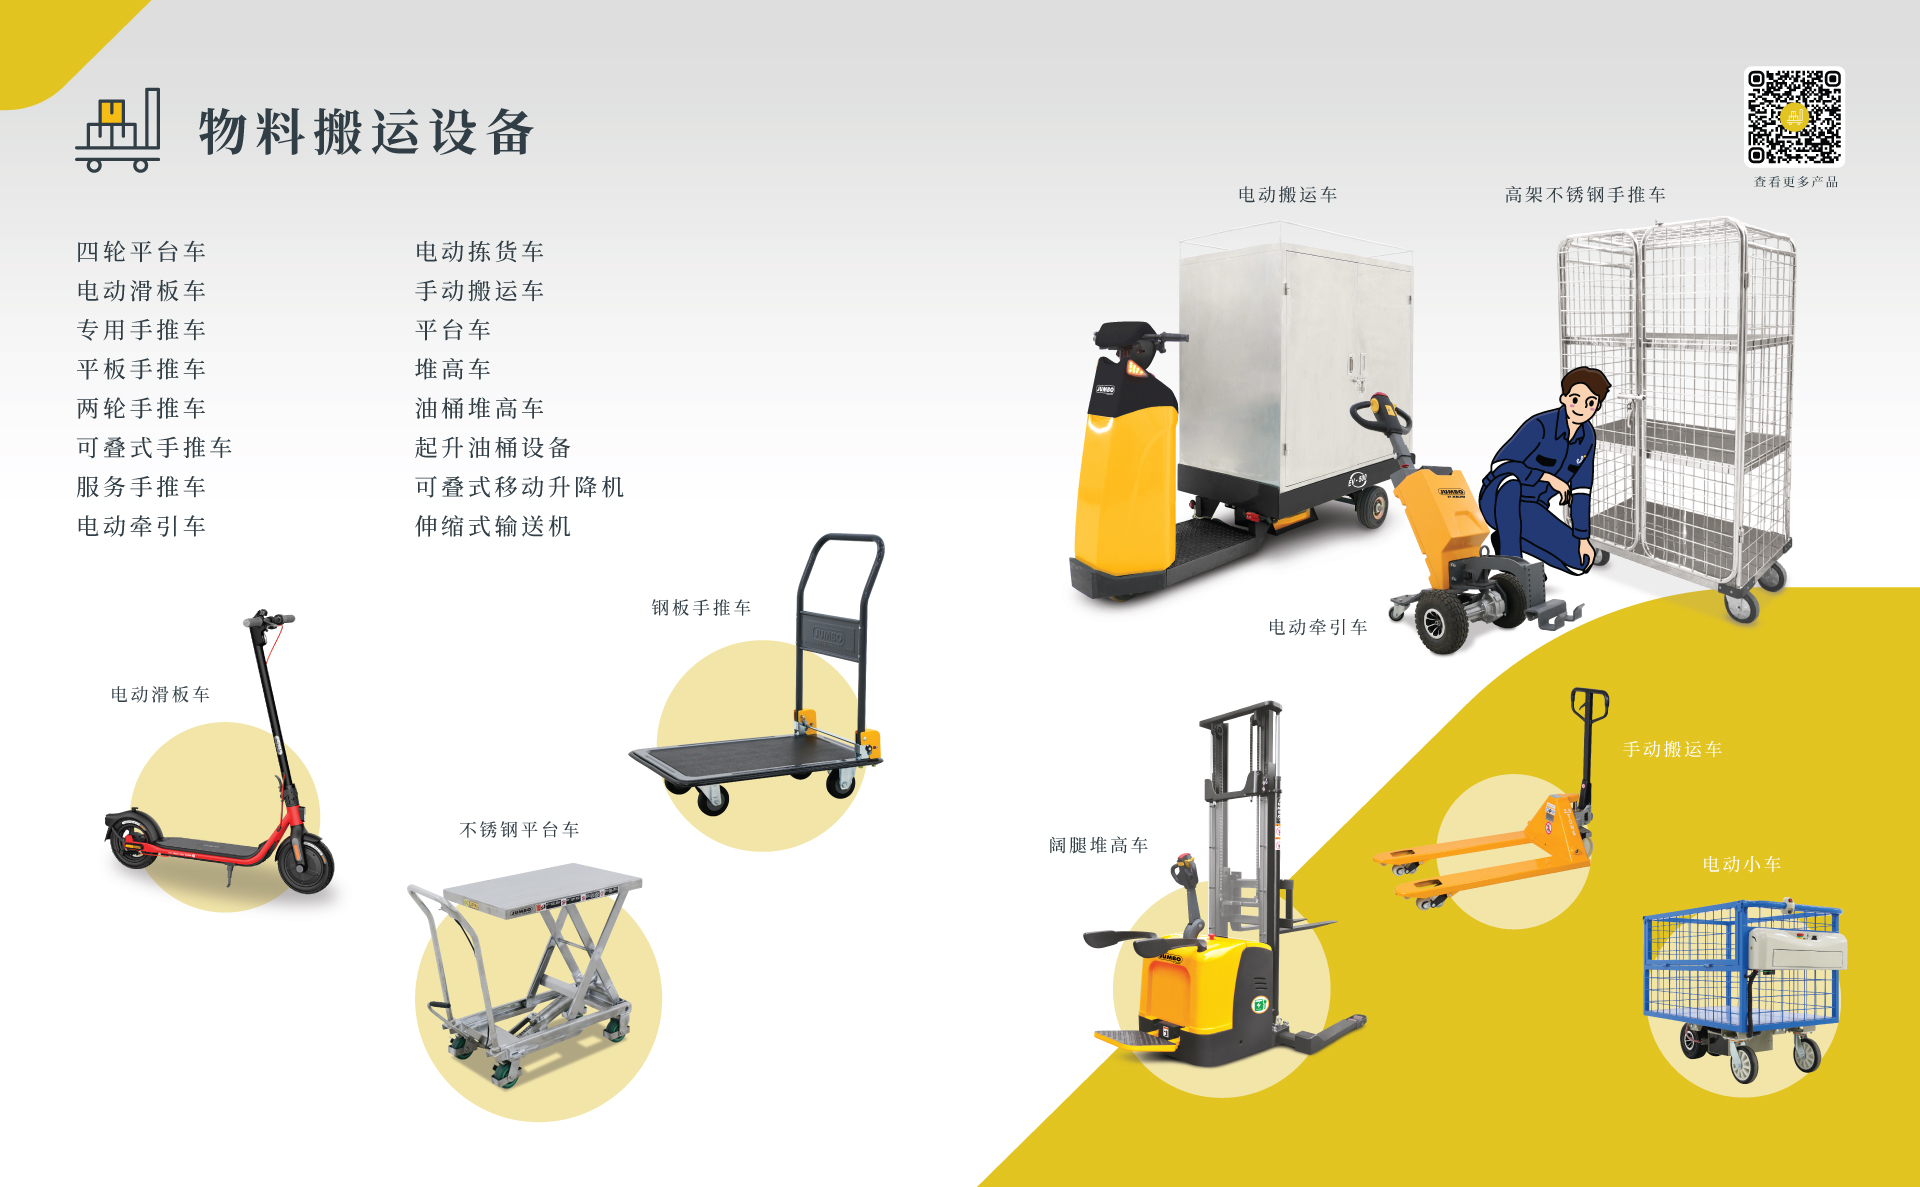 物料搬运设备
查看更多产品
四轮平台车
电动滑板车
专用手推车
平板手推车
两轮手推车
可叠式手推车
服务手推车
电动牵引车
电动拣货车
手动搬运车
平台车
堆高车
油桶堆高车
起升油桶设备
可叠式移动升降机
伸缩式输送机
电动搬运车
高架不锈钢手推车
JUMBO
EV-500
JUMBO
电动牵引车
钢板手推车
JUMBO
电动滑板车
不锈钢平台车
JUMBO
阔腿堆高车
JUMBO
手动搬运车
电动小车